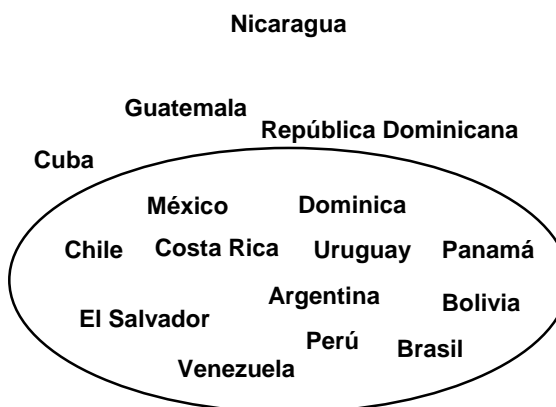 Nicaragua
Guatemala
República Dominicana
Cuba
México Dominica
Chile Costa Rica Uruguay Panamá
Argentina
Bolivia
El Salvador
Perú
Brasil
Venezuela